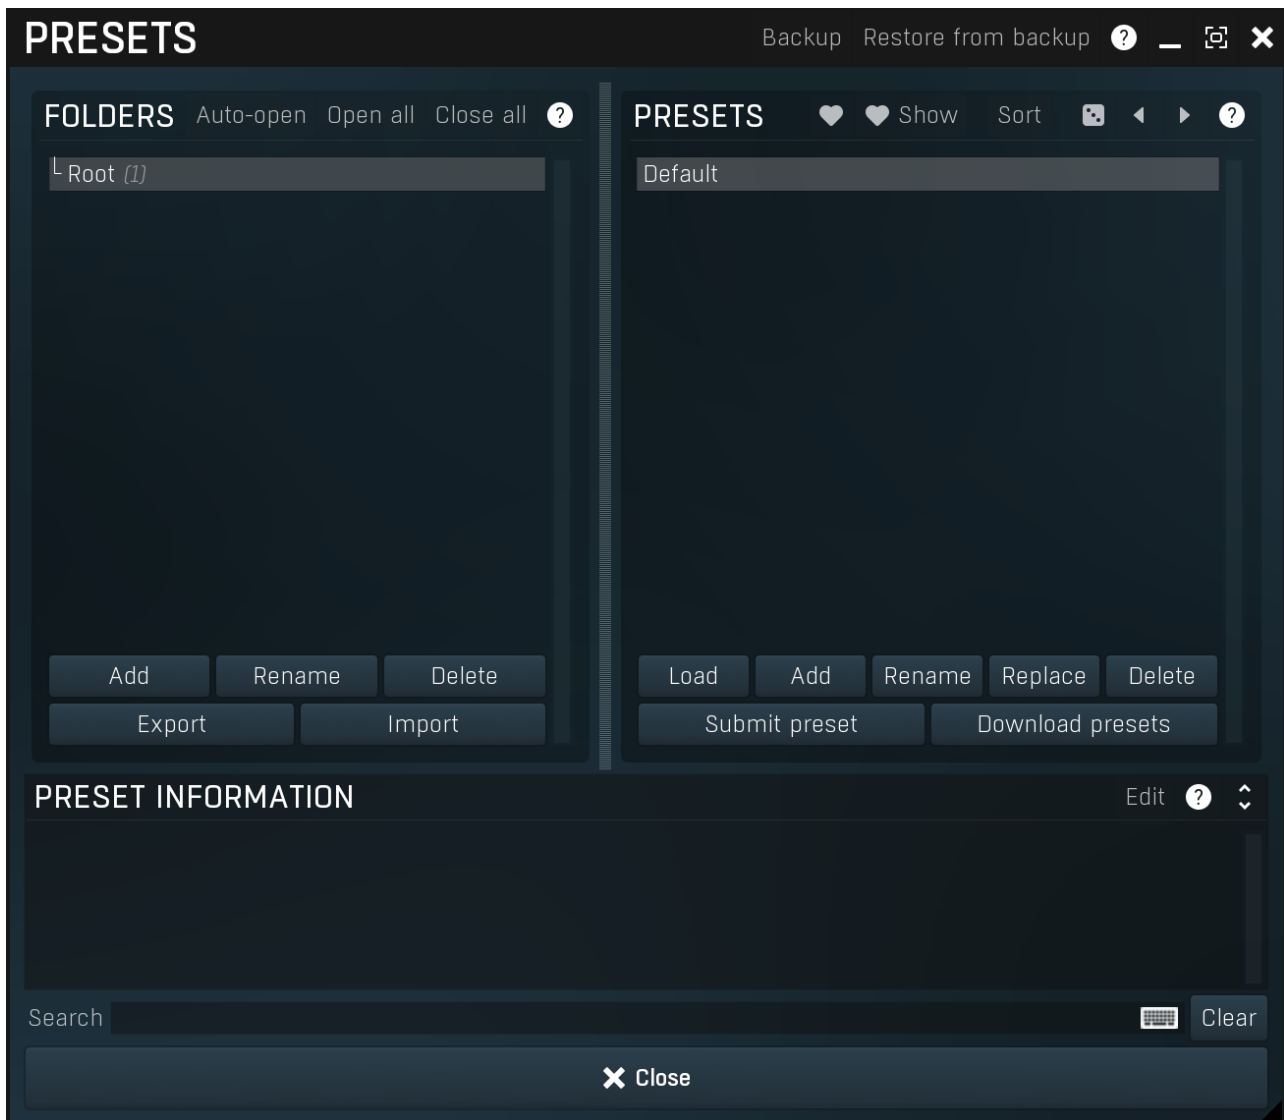 PRESETS Backup Restore from backup ?
FOLDERS Auto-open Open all Close all ?
Root (1)
Add Rename Delete
Export Import
PRESETS Show Sort ?
Default
Load Add Rename Replace Delete
Submit preset Download presets
PRESET INFORMATION Edit ?
Search Clear
Close